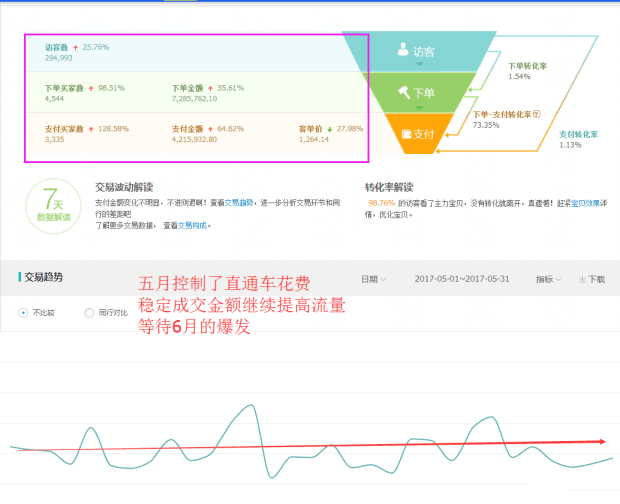 访客数 ↑ 25.76%
294,993
下单买家数 ↑ 98.51% 下单金额 ↑ 55.61%
4,544 7,285,762.10
支付买家数 ↑ 128.58% 支付金额 ↑ 64.62% 客单价 ↓ 27.98%
3,335 4,215,932.80 1,264.14
访客
下单
支付
下单转化率
1.54%
下单-支付转化率
73.35%
支付转化率
1.13%
7天
数据解读
交易波动解读
支付金额变化不明显，不进则退啊！查看交易趋势，进一步分析交易环节和同
行的差距吧
了解更多交易数据， 查看交易构成。
转化率解读
98.76% 的访客看了主力宝贝，没有转化就离开，真遗憾！赶紧宝贝效果详
情，优化宝贝。
交易趋势
日期 2017-05-01~2017-05-31 指标 下载
不比较 同行对比
五月控制了直通车花费
稳定成交金额继续提高流量
等待6月的爆发